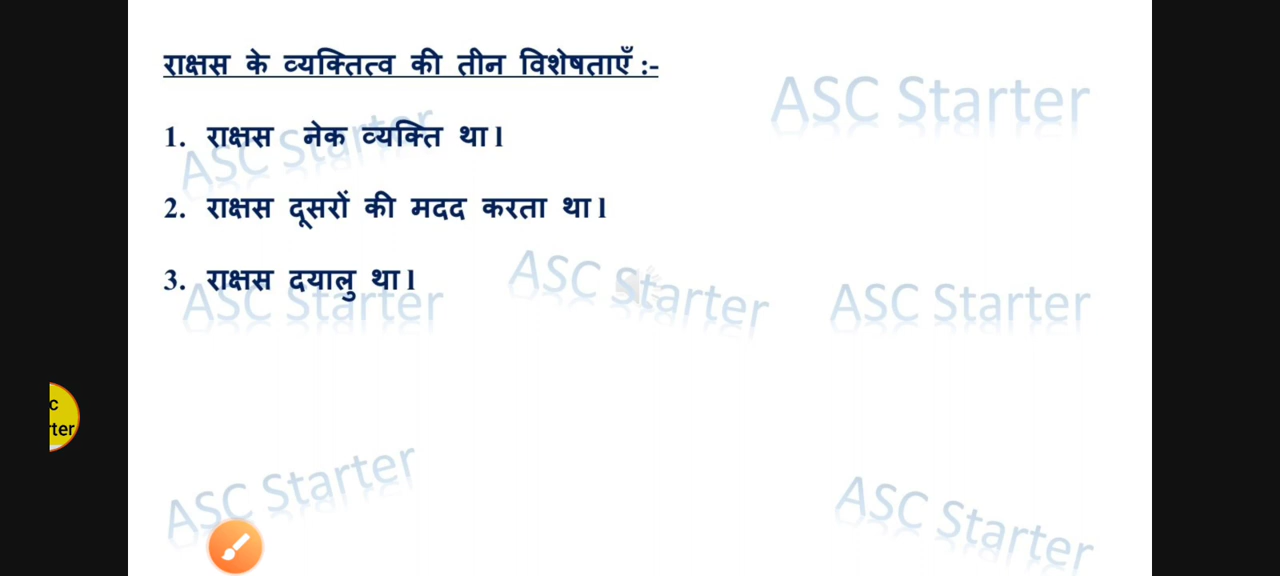 राक्षस के व्यक्तित्व की तीन विशेषताएँ :-
ASC Starter
1. राक्षस नेक व्यक्ति था l
ASC Starter
2. राक्षस दूसरों की मदद करता था l
ASC Starter
3. राक्षस दयालु था l
ASC Starter
ASC Starter
c
rter
ASC Starter
ASC Starter